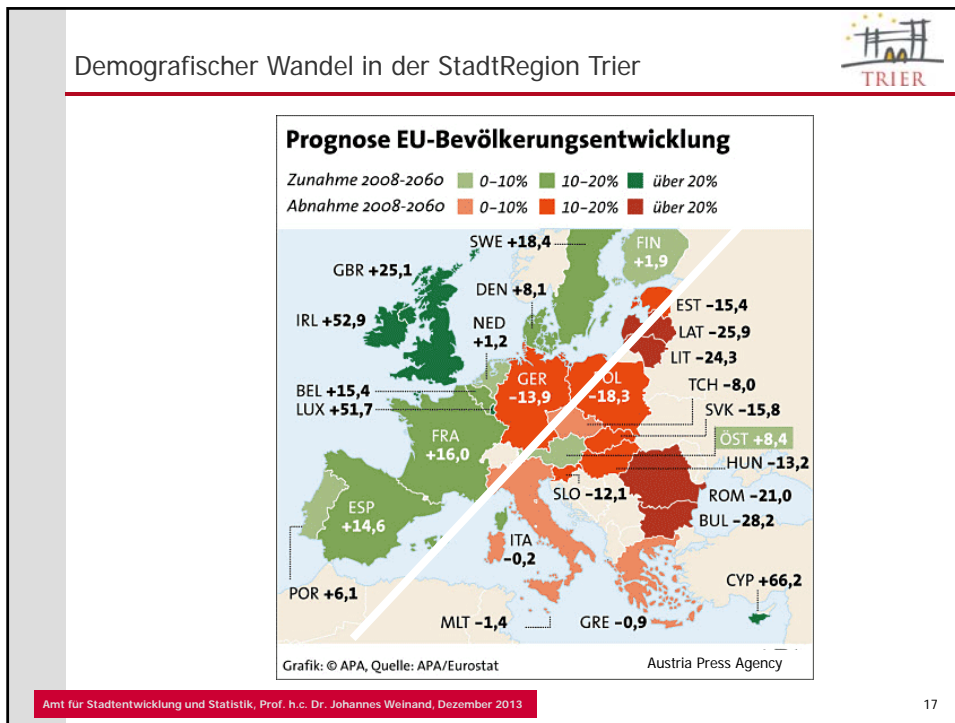 Demografischer Wandel in der StadtRegion Trier
TRIER
Prognose EU-Bevölkerungsentwicklung
Zunahme 2008-2060 0–10% 10–20% über 20%
Abnahme 2008-2060 0–10% 10–20% über 20%
SWE +18,4
FIN
+1,9
GBR +25,1
DEN +8,1
EST –15,4
IRL +52,9
NED
+1,2
LAT –25,9
LIT –24,3
GER
–13,9
POL
–18,3
TCH –8,0
BEL +15,4
LUX +51,7
SVK –15,8
ÖST +8,4
FRA
+16,0
HUN –13,2
SLO –12,1
ROM –21,0
ESP
+14,6
BUL –28,2
ITA
–0,2
CYP +66,2
POR +6,1
MLT –1,4
GRE –0,9
Grafik: © APA, Quelle: APA/Eurostat
Austria Press Agency
Amt für Stadtentwicklung und Statistik, Prof. h.c. Dr. Johannes Weinand, Dezember 2013
17